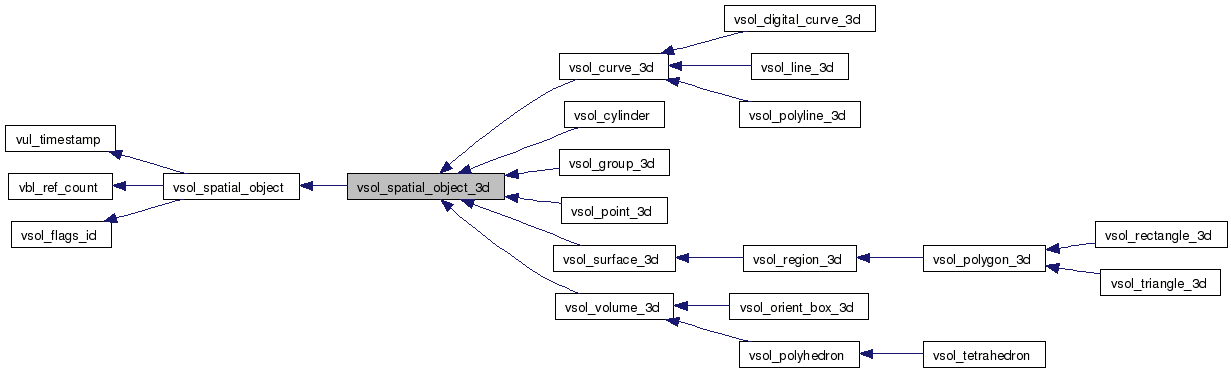 vsol_digital_curve_3d
vsol_curve_3d
vsol_line_3d
vsol_polyline_3d
vsol_cylinder
vul_timestamp
vsol_group_3d
vbl_ref_count
vsol_spatial_object
vsol_spatial_object_3d
vsol_point_3d
vsol_flags_id
vsol_rectangle_3d
vsol_surface_3d
vsol_region_3d
vsol_polygon_3d
vsol_triangle_3d
vsol_volume_3d
vsol_orient_box_3d
vsol_polyhedron
vsol_tetrahedron